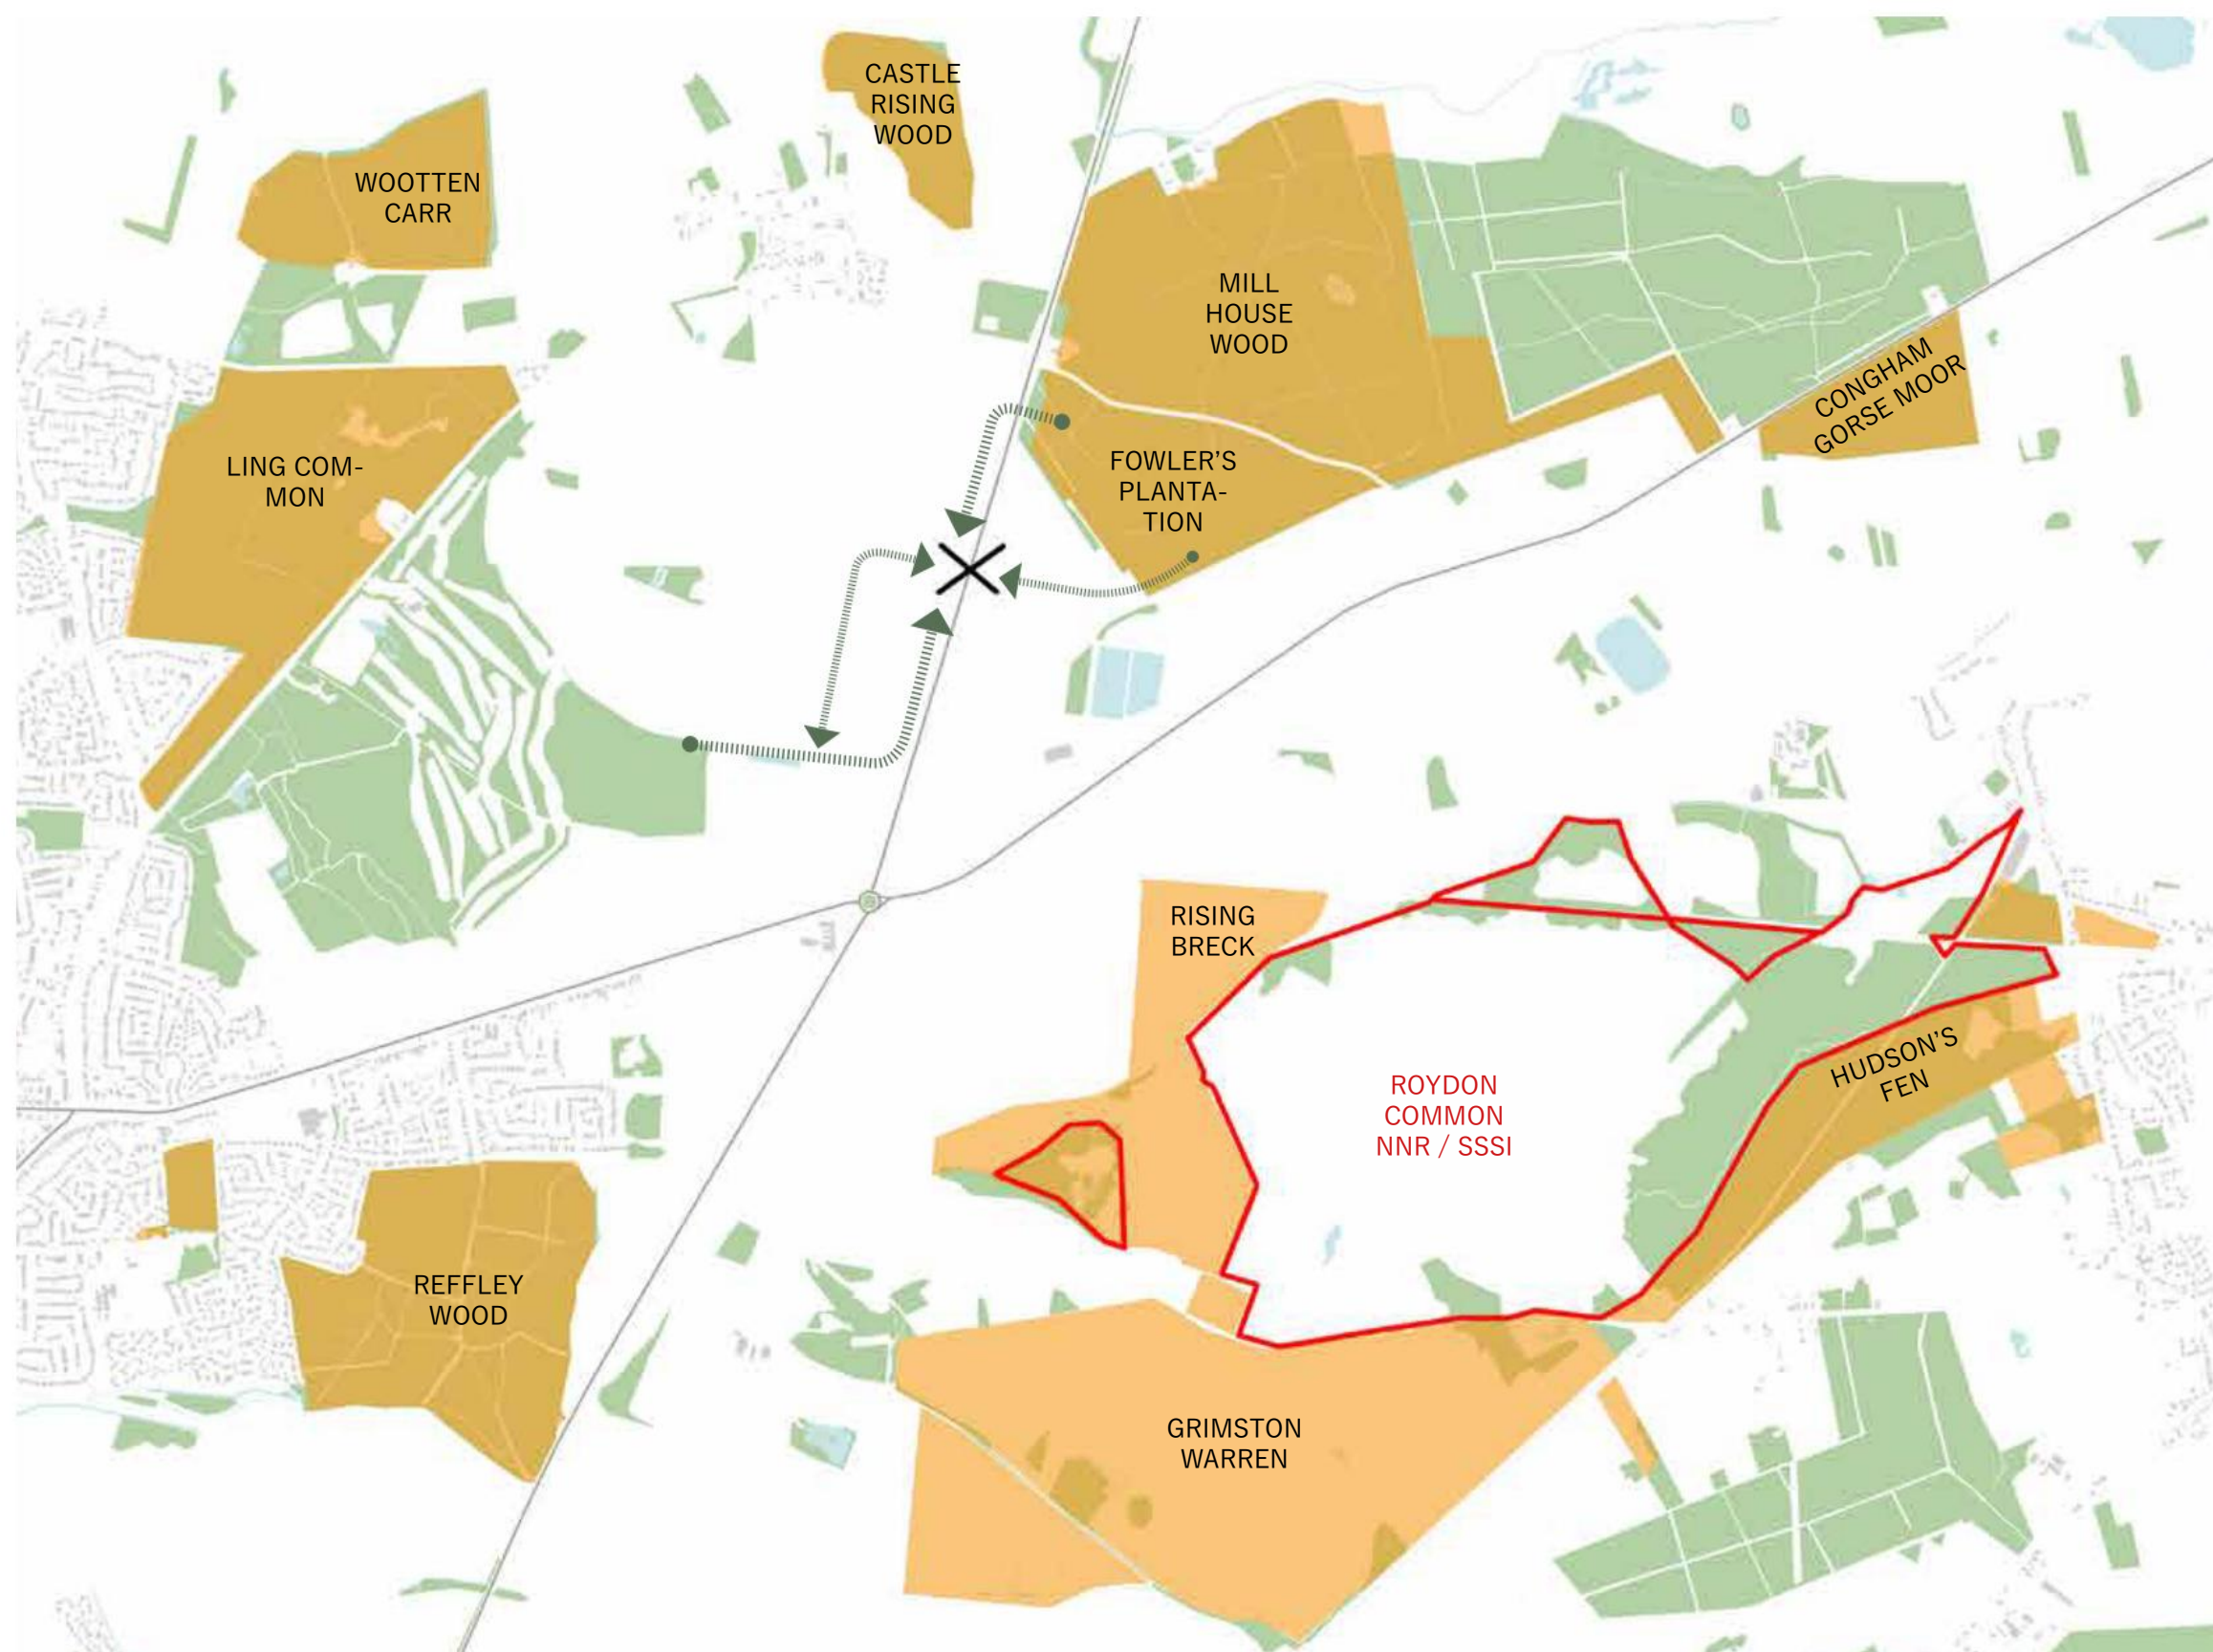 CASTLE
RISING
WOOD
WOOTTEN
CARR
MILL
HOUSE
WOOD
CONGHAM
GORSE MOOR
LING COM-
MON
FOWLER'S
PLANTA-
TION
RISING
BRECK
ROYDON
COMMON
NNR / SSSI
HUDSON'S
FEN
REFFLEY
WOOD
GRIMSTON
WARREN